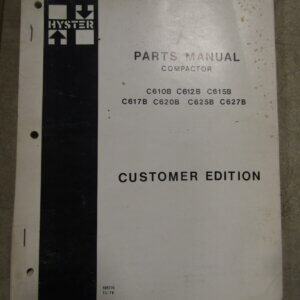 HYSTER
PARTS MANUAL
COMPACTOR
C610B C612B C615B
C617B C620B C625B C627B
CUSTOMER EDITION